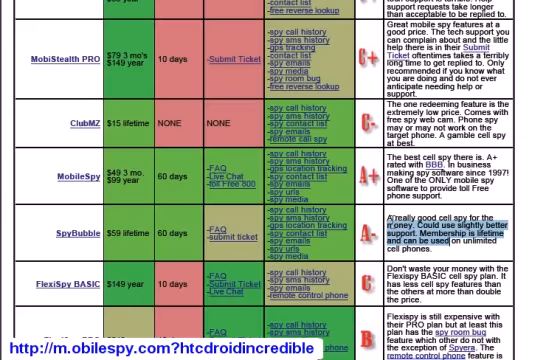 support requests take longer
-contact list
than acceptable to be replied to.
-free reverse lookup
MobiStealth PRO
$79 3 mo's
$149 year
10 days
-Submit Ticket
-spy call history
-spy sms history
-gps tracking
-contact list
-spy emails
-spy media
-spy room bug
-free reverse lookup
C+
Great mobile spy features at a
good price. The tech support you
can complain about and the little
help there is in their Submit
Ticket oftentimes takes a terribly
long time to get replied to. Only
recommended if you know what
you are doing and do not ever
anticipate needing help or
support.
ClubMZ
$15 lifetime
NONE
NONE
-spy call history
-spy sms history
-spy contact list
-spy emails
-remote call spy
C-
The one redeeming feature is the
extremely low price. Comes with
free spy web cam. Phone spy
may or may not work on the
target phone. A gamble cell spy
at best.
MobileSpy
$49 3 mo.
$99 year
60 days
-FAQ
-Live Chat
-toll Free 800
-spy call history
-spy sms history
-gps location tracking
-spy contact list
-spy emails
-spy urls
-spy media
A+
The best cell spy there is. A+
rated with BBB. In business
making spy software since 1997!
One of the ONLY mobile spy
software to provide toll Free
phone support.
SpyBubble
$59 lifetime
60 days
-FAQ
-submit ticket
-spy call history
-spy sms history
-gps location tracking
-spy contact list
-spy emails
-spy urls
-spy media
A-
A really good cell spy for the
money. Could use slightly better
support. Membership is lifetime
and can be used on unlimited
cell phones.
FlexiSpy BASIC
$149 year
10 days
-FAQ
-Submit Ticket
-Live Chat
-spy call history
-spy sms history
-spy emails
-remote control phone
C
Don't waste your money with the
Flexispy BASIC cell spy plan. It
has less cell spy features than
the others at more than double
the price.
-FAQ
-spy call history
-spy sms history
phone
B
Flexispy is still expensive with
their PRO plan but at least this
plan has the spy room bug
feature which other do not with
the exception of Spyera. The
remote control phone feature is
http://m.obilespy.com?htcdroidincredible